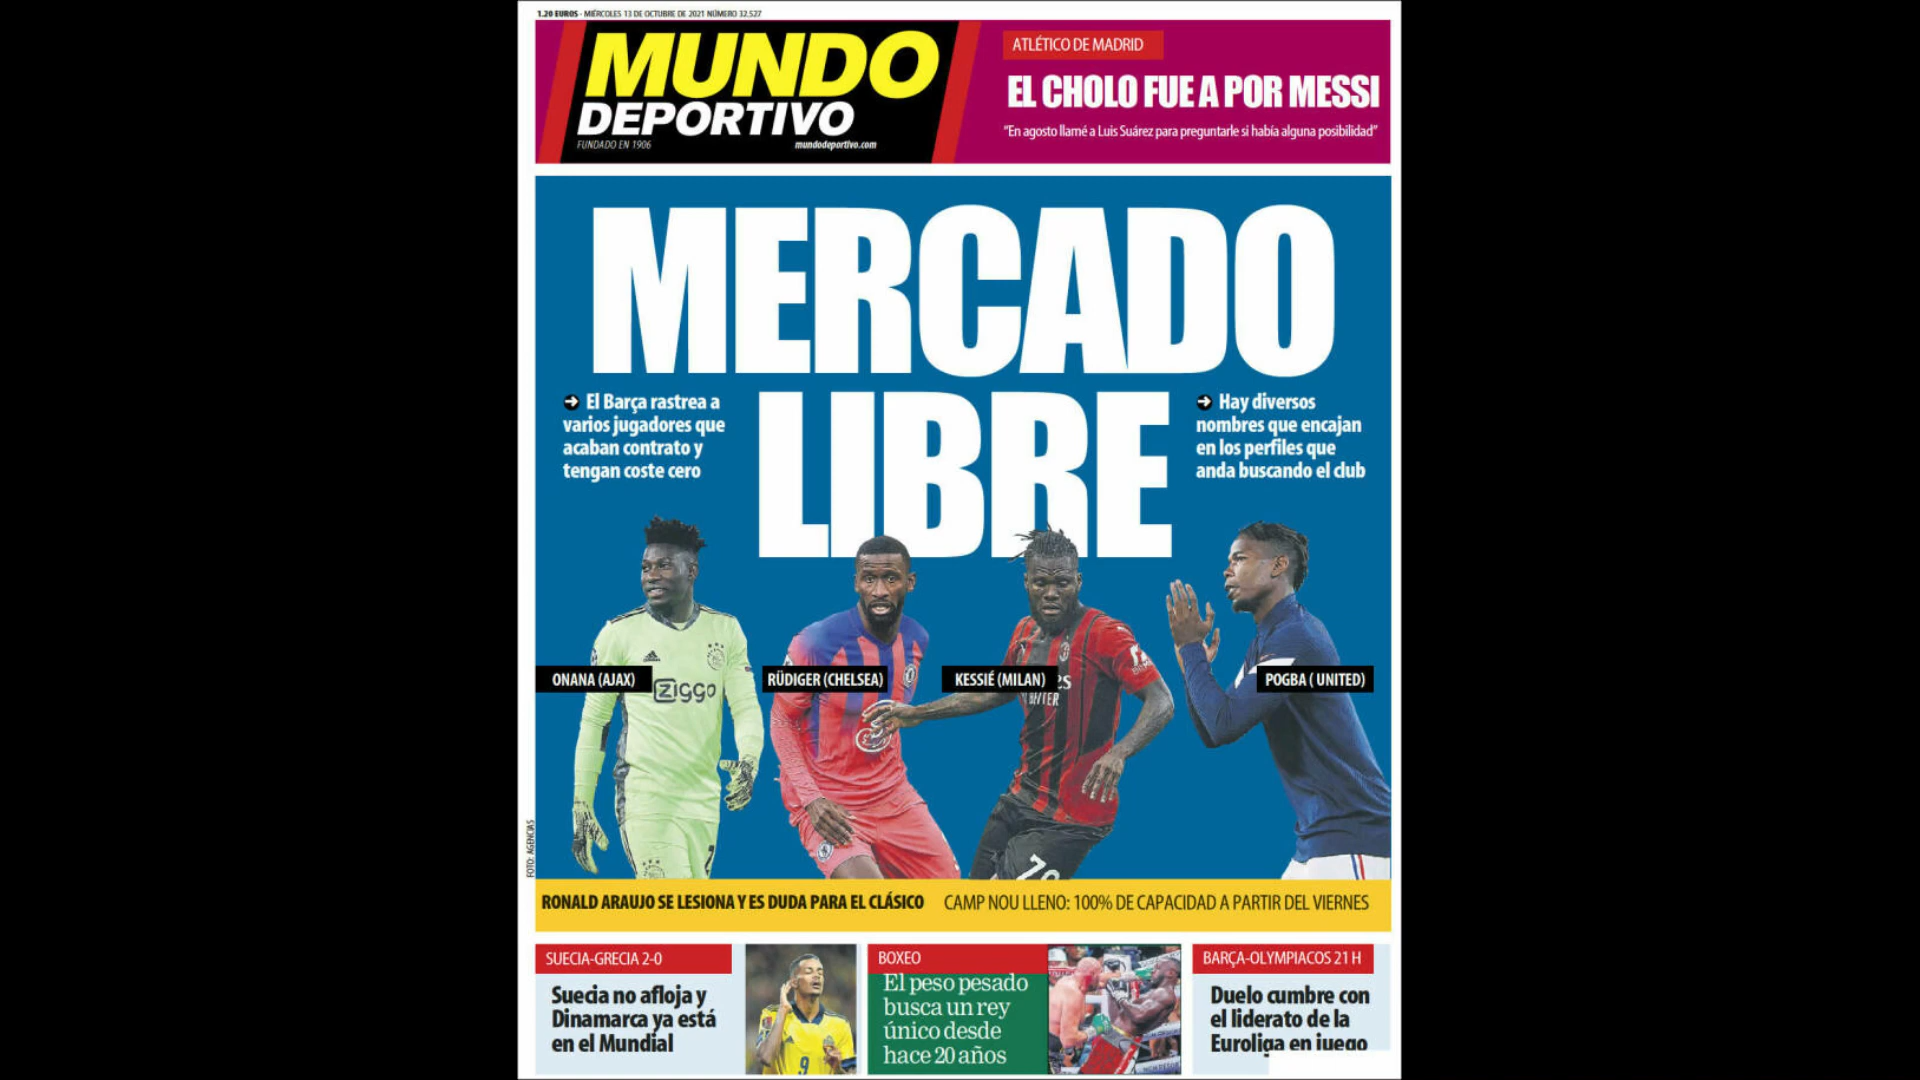 1.20 EUROS - MIÉRCOLES 13 DE OCTUBRE DE 2021 NÚMERO 32.527
MUNDO
DEPORTIVO
FUNDADO EN 1906
mundodeportivo.com
ATLÉTICO DE MADRID
EL CHOLO FUE A POR MESSI
"En agosto llamé a Luis Suárez para preguntarle si había alguna posibilidad"
MERCADO
LIBRE
El Barça rastrea a
varios jugadores que
acaban contrato y
tengan coste cero
Hay diversos
nombres que encajan
en los perfiles que
anda buscando el club
ONANA (AJAX)
RÜDIGER (CHELSEA)
KESSIÉ (MILAN)
POGBA ( UNITED)
ziggo
FOTO: AGENCIAS
RONALD ARAUJO SE LESIONA Y ES DUDA PARA EL CLÁSICO
CAMP NOU LLENO: 100% DE CAPACIDAD A PARTIR DEL VIERNES
SUECIA-GRECIA 2-0
Suecia no afloja y
Dinamarca ya está
en el Mundial
9
BOXEO
El peso pesado
busca un rey
único desde
hace 20 años
BARÇA-OLYMPIACOS 21 H
Duelo cumbre con
el liderato de la
Euroliga en juego